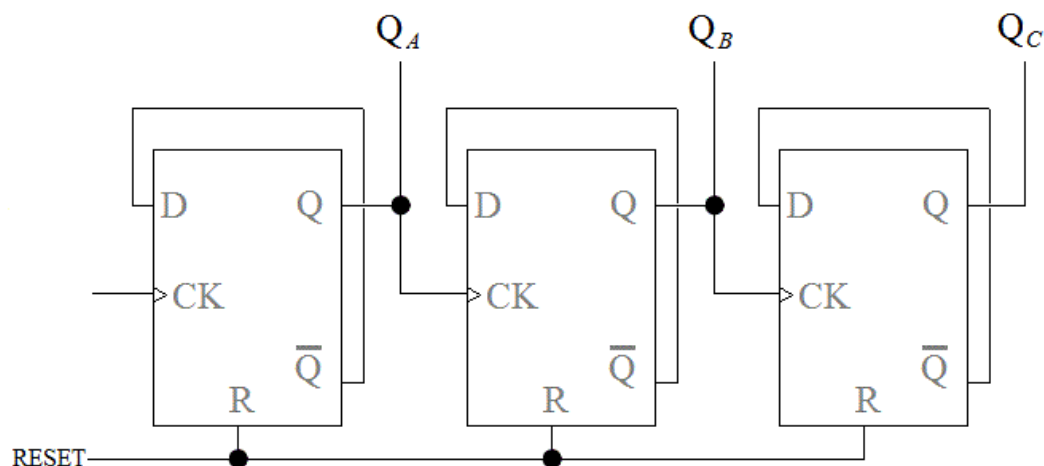 Q_A Q_B Q_C
D Q D Q D Q
CK CK CK
Q̅ Q̅ Q̅
R R R
RESET